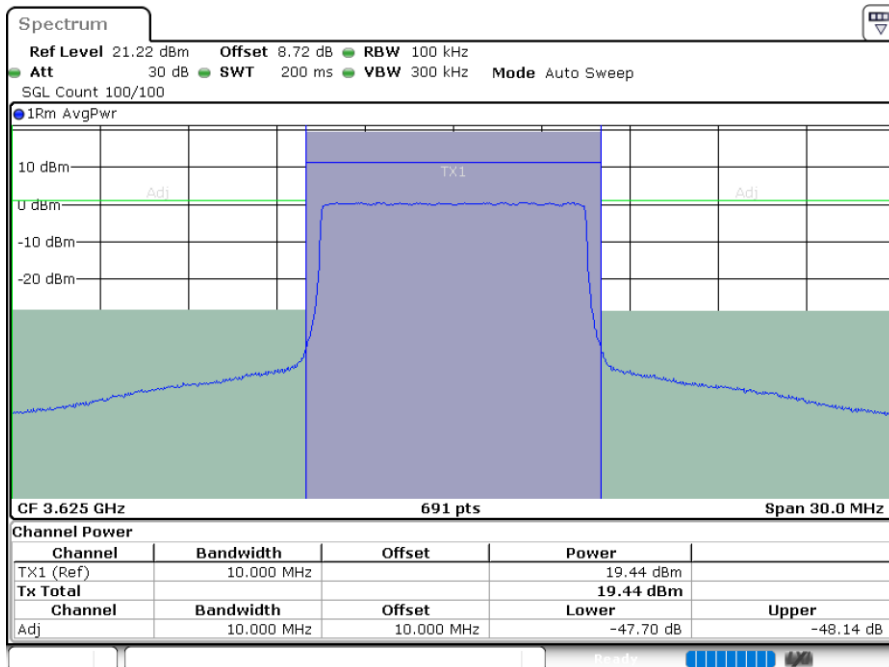 Spectrum
Ref Level 21.22 dBm Offset 8.72 dB RBW 100 kHz
Att 30 dB SWT 200 ms VBW 300 kHz Mode Auto Sweep
SGL Count 100/100
1Rm AvgPwr
10 dBm
TX1
Adj Adj
0 dBm
-10 dBm
-20 dBm
CF 3.625 GHz 691 pts Span 30.0 MHz
Channel Power
Channel Bandwidth Offset Power
TX1 (Ref) 10.000 MHz 19.44 dBm
Tx Total 19.44 dBm
Channel Bandwidth Offset Lower Upper
Adj 10.000 MHz 10.000 MHz -47.70 dB -48.14 dB
Ready